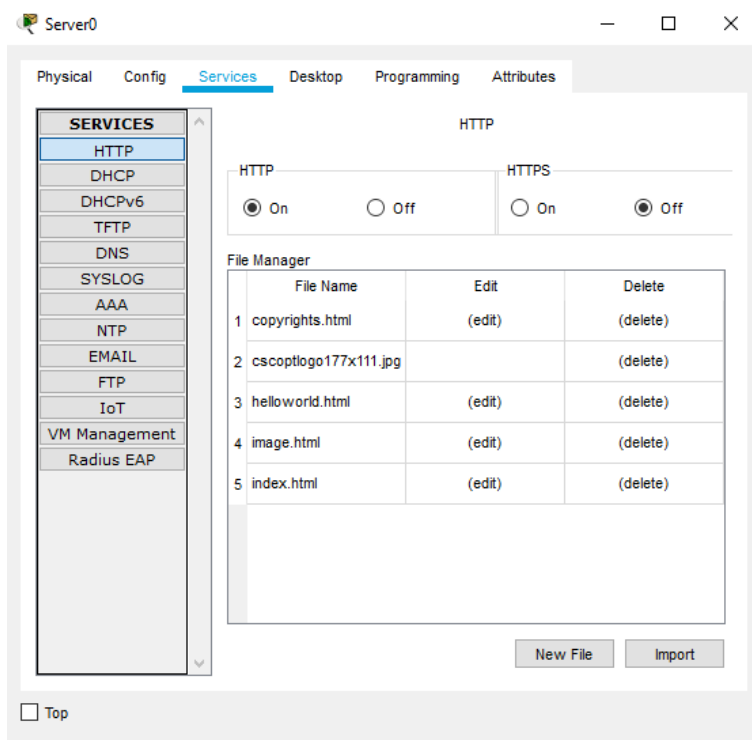 Server0
Physical Config Services Desktop Programming Attributes
SERVICES
HTTP
DHCP
DHCPv6
TFTP
DNS
SYSLOG
AAA
NTP
EMAIL
FTP
IoT
VM Management
Radius EAP
HTTP
HTTP HTTPS
On Off On Off
File Manager
File Name Edit Delete
1 copyrights.html (edit) (delete)
2 cscoptlogo177x111.jpg (delete)
3 helloworld.html (edit) (delete)
4 image.html (edit) (delete)
5 index.html (edit) (delete)
New File Import
Top